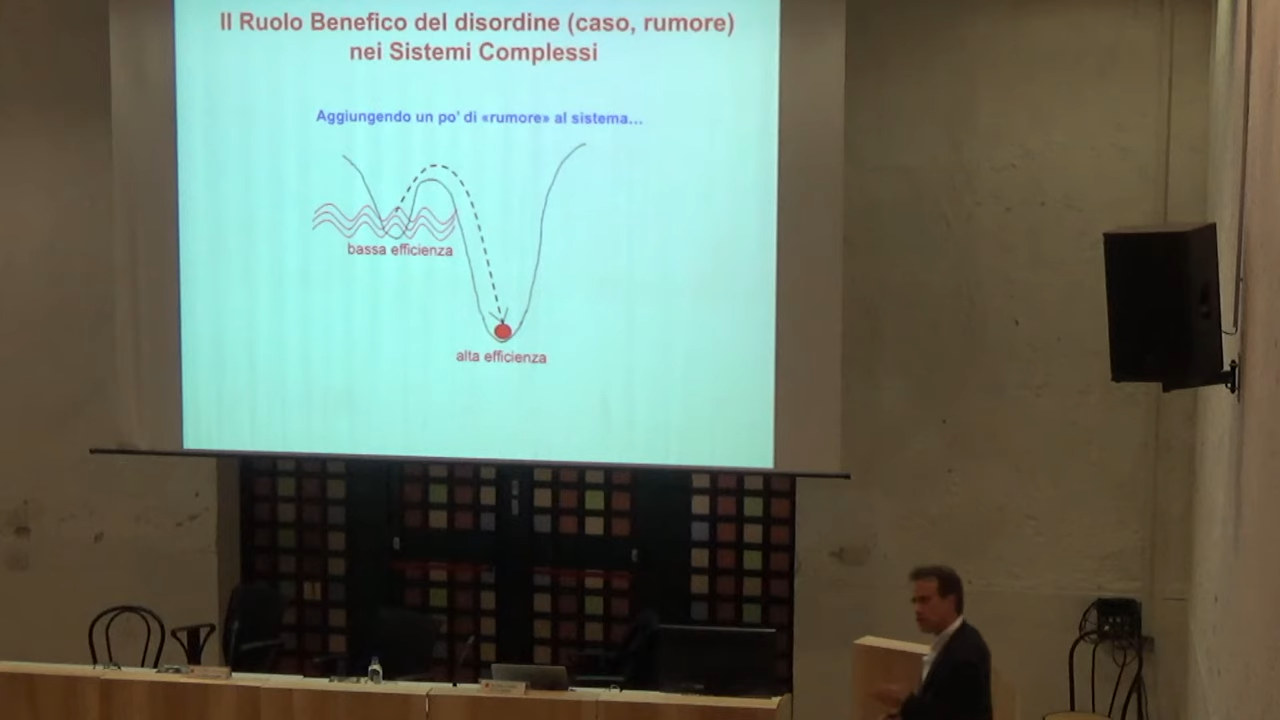 Il Ruolo Benefico del disordine (caso, rumore)
nei Sistemi Complessi
Aggiungendo un po' di «rumore» al sistema...
bassa efficienza
alta efficienza